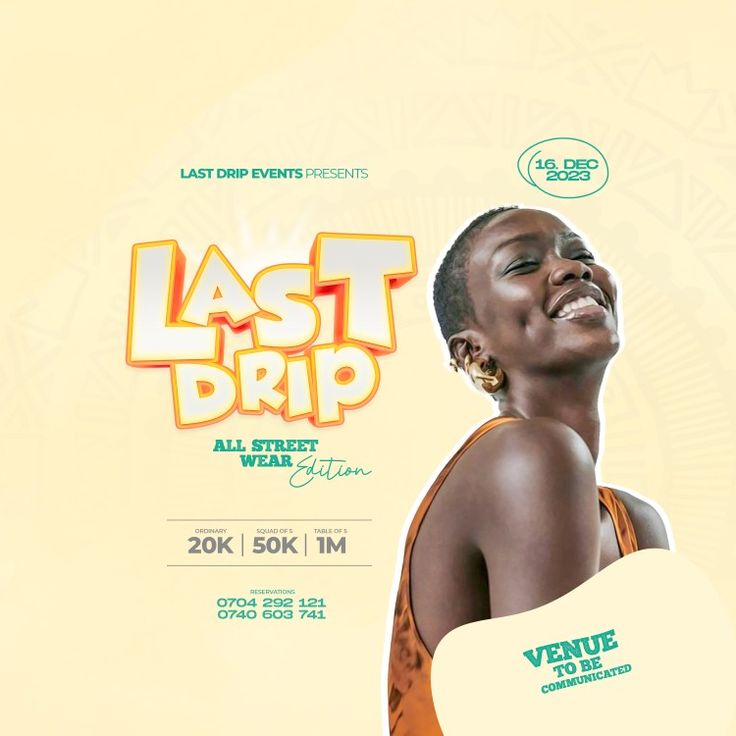 LAST DRIP EVENTS PRESENTS
16. DEC
2023
LAST
DRIP
ALL STREET
WEAR Edition
ORDINARY
20K
SQUAD OF 5
50K
TABLE OF 5
1M
RESERVATIONS
0704 292 121
0740 603 741
VENUE
TO BE
COMMUNICATED